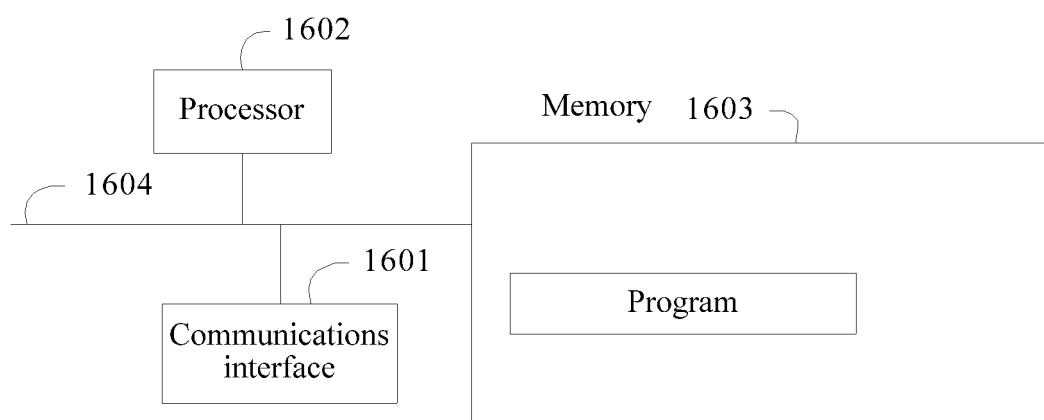 1602
Processor
Memory 1603
1604
1601
Program
Communications
interface